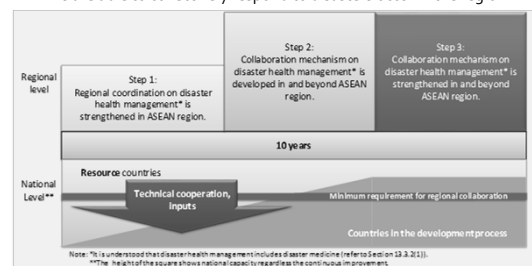 Regional
level
Step 1:
Regional coordination on disaster
health management* is
strengthened in ASEAN region.
Step 2:
Collaboration mechanism on
disaster health management* is
developed in and beyond ASEAN
region.
Step 3:
Collaboration mechanism on
disaster health management* is
strengthened in and beyond
ASEAN region.
10 years
National
Level**
Resource countries
Technical cooperation,
inputs
Minimum requirement for regional collaboration
Countries in the development process
Note: *It is understood that disaster management includes disaster medicine (refer to Section 13.3.2(1)).
**The height of the square shows national capacity regardless the continuous improvement.